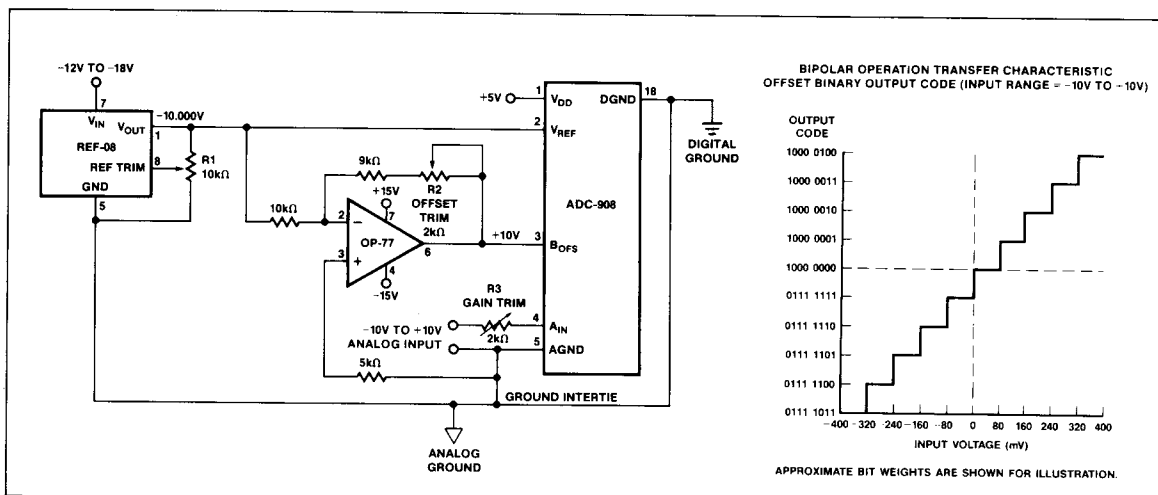 -12V TO -18V
7
VIN
VOUT
-10.000V
1
REF-08
REF TRIM
8
R1
10kΩ
GND
5
9kΩ
+15V
R2
OFFSET
TRIM
2kΩ
10kΩ
2
7
−
OP-77
6
+10V
3
+
4
-15V
5kΩ
+5V
1
VDD
DGND
18
2
VREF
DIGITAL
GROUND
ADC-908
3
BOFS
R3
GAIN TRIM
4
AIN
-10V TO +10V
ANALOG INPUT
2kΩ
5
AGND
GROUND INTERTIE
ANALOG
GROUND
BIPOLAR OPERATION TRANSFER CHARACTERISTIC
OFFSET BINARY OUTPUT CODE (INPUT RANGE = -10V TO -10V)
OUTPUT
CODE
1000 0100
1000 0011
1000 0010
1000 0001
1000 0000
0111 1111
0111 1110
0111 1101
0111 1100
0111 1011
-400 -320 -240 -160 -80 0 80 160 240 320 400
INPUT VOLTAGE (mV)
APPROXIMATE BIT WEIGHTS ARE SHOWN FOR ILLUSTRATION.